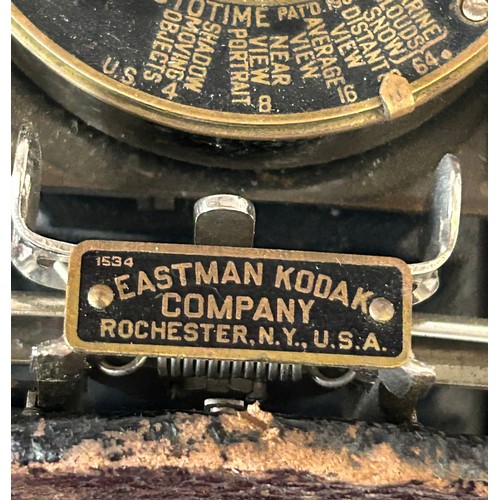 OTOTIME
PAT'D
SHADOW
MOVING
OBJECTS
NEAR
VIEW
PORTRAIT
AVERAGE
VIEW
DISTANT
VIEW
SNOW)
U.S. 4 8 16 64
1534
EASTMAN KODAK
COMPANY
ROCHESTER, N.Y., U.S.A.